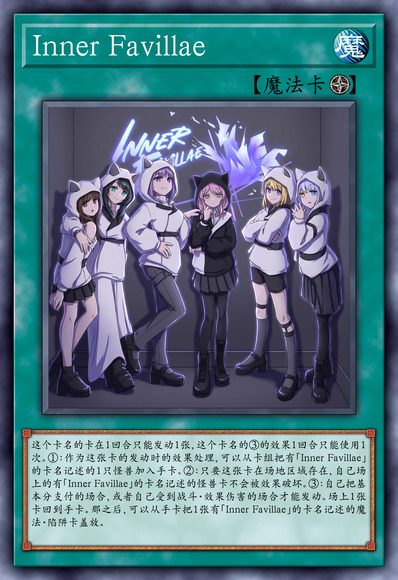 Inner Favillae
魔
【魔法卡】
INNER
FAVILLAE
这个卡名的卡在1回合只能发动1张,这个卡名的③的效果1回合只能使用1
次。①:作为这张卡的发动时的效果处理,可以从卡组把有「Inner Favillae」
的卡名记述的1只怪兽加入手卡。②:只要这张卡在场地区域存在,自己场
上的有「Inner Favillae」的卡名记述的怪兽不会被效果破坏。③:自己把基
本分支付的场合,或者自己受到战斗·效果伤害的场合才能发动。场上1张
卡回到手卡。那之后,可以从手卡把1张有「Inner Favillae」的卡名记述的魔
法·陷阱卡盖放。